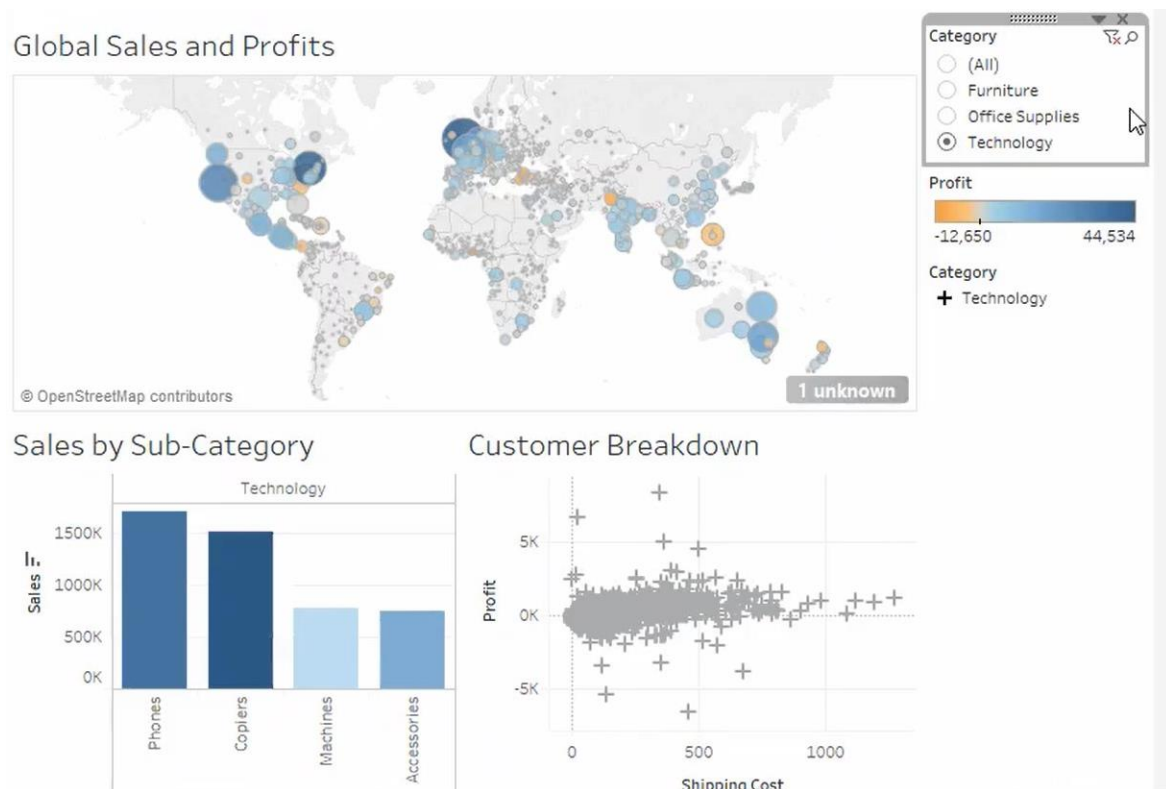 Global Sales and Profits
© OpenStreetMap contributors
1 unknown
Category
(All)
Furniture
Office Supplies
Technology
Profit
-12,650 44,534
Category
Technology
Sales by Sub-Category
Technology
Sales
1500K
1000K
500K
0K
Phones
Copiers
Machines
Accessories
Customer Breakdown
Profit
5K
0K
-5K
0 500 1000
Shipping Cost